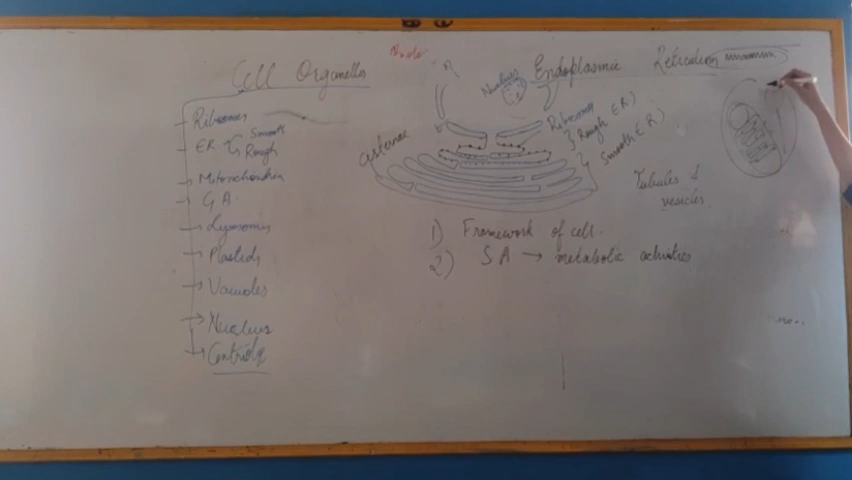 Cell Organelles
Ribosomes
ER Smooth
Rough
Mitochondria
G A
Lysosomes
Plastids
Vacuoles
Nucleus
Endoplasmic Reticulum
Nucleus
cisternae
Ribosomes
Rough ER)
Smooth ER)
Tubules &
vesicles
1) Framework of cell.
2) SA → metabolic activities